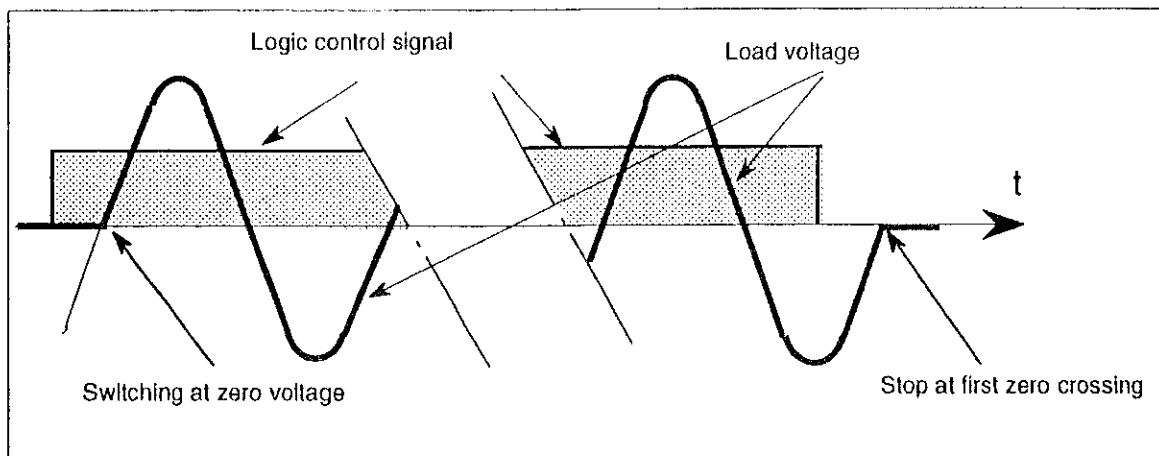 Logic control signal
Load voltage
t
Switching at zero voltage
Stop at first zero crossing